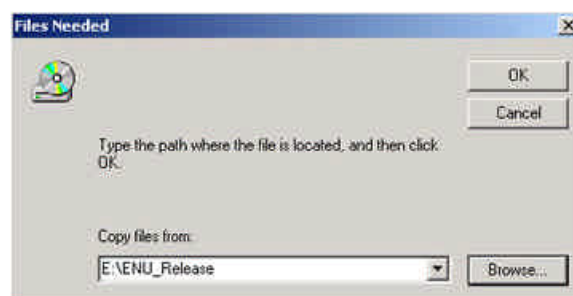 Files Needed
OK
Cancel
Type the path where the file is located, and then click
OK.
Copy files from:
E:\ENU_Release
Browse...